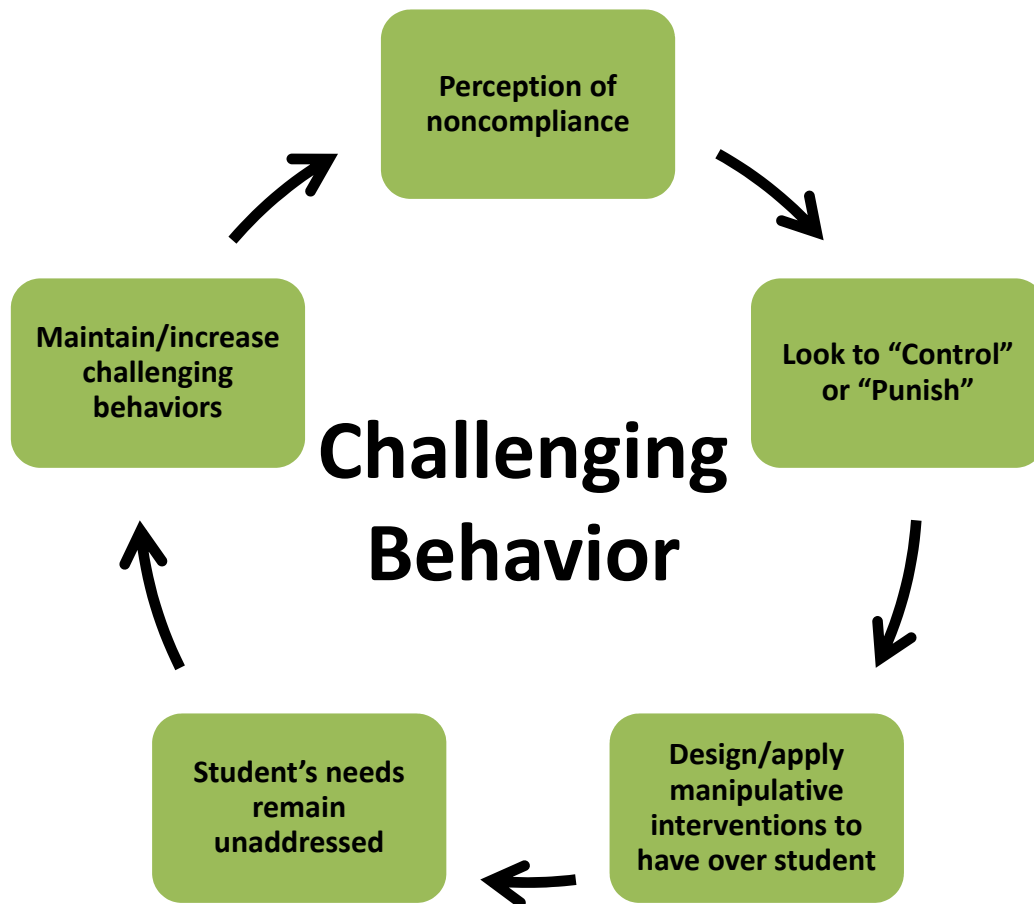 Perception of
noncompliance
Look to “Control”
or “Punish”
Design/apply
manipulative
interventions to
have over student
Student’s needs
remain
unaddressed
Maintain/increase
challenging
behaviors
Challenging
Behavior